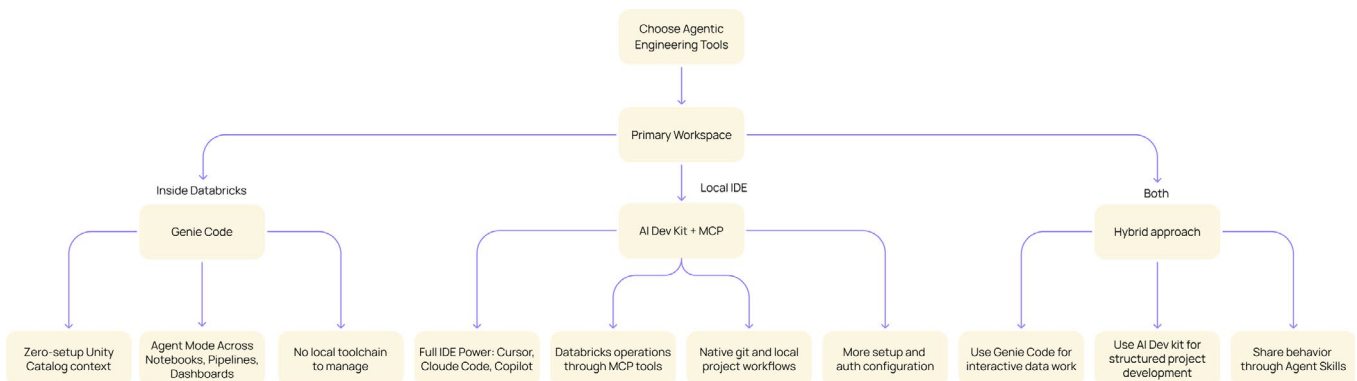 Choose Agentic
Engineering Tools
Primary Workspace
Inside Databricks
Local IDE
Both
Genie Code
AI Dev Kit + MCP
Hybrid approach
Zero-setup Unity
Catalog context
Agent Mode Across
Notebooks, Pipelines,
Dashboards
No local toolchain
to manage
Full IDE Power: Cursor,
Cloude Code, Copilot
Databricks operations
through MCP tools
Native git and local
project workflows
More setup and
auth configuration
Use Genie Code for
interactive data work
Use AI Dev kit for
structured project
development
Share behavior
through Agent Skills